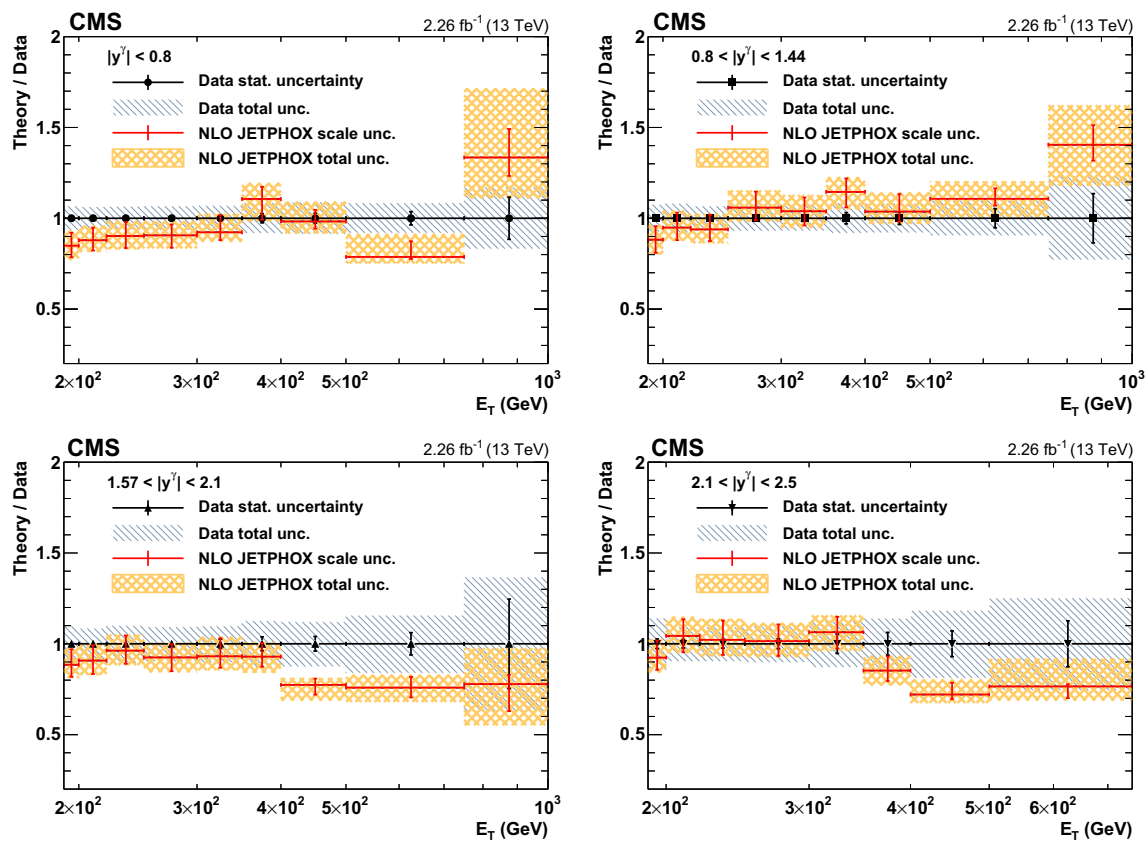 CMS
2.26 fb⁻¹ (13 TeV)
Theory / Data
2
1.5
1
0.5
|y^γ| < 0.8
Data stat. uncertainty
Data total unc.
NLO JETPHOX scale unc.
NLO JETPHOX total unc.
2×10² 3×10² 4×10² 5×10² 10³
E_T (GeV)
CMS
2.26 fb⁻¹ (13 TeV)
Theory / Data
2
1.5
1
0.5
0.8 < |y^γ| < 1.44
Data stat. uncertainty
Data total unc.
NLO JETPHOX scale unc.
NLO JETPHOX total unc.
2×10² 3×10² 4×10² 5×10² 10³
E_T (GeV)
CMS
2.26 fb⁻¹ (13 TeV)
Theory / Data
2
1.5
1
0.5
1.57 < |y^γ| < 2.1
Data stat. uncertainty
Data total unc.
NLO JETPHOX scale unc.
NLO JETPHOX total unc.
2×10² 3×10² 4×10² 5×10² 10³
E_T (GeV)
CMS
2.26 fb⁻¹ (13 TeV)
Theory / Data
2
1.5
1
0.5
2.1 < |y^γ| < 2.5
Data stat. uncertainty
Data total unc.
NLO JETPHOX scale unc.
NLO JETPHOX total unc.
2×10² 3×10² 4×10² 5×10² 6×10²
E_T (GeV)